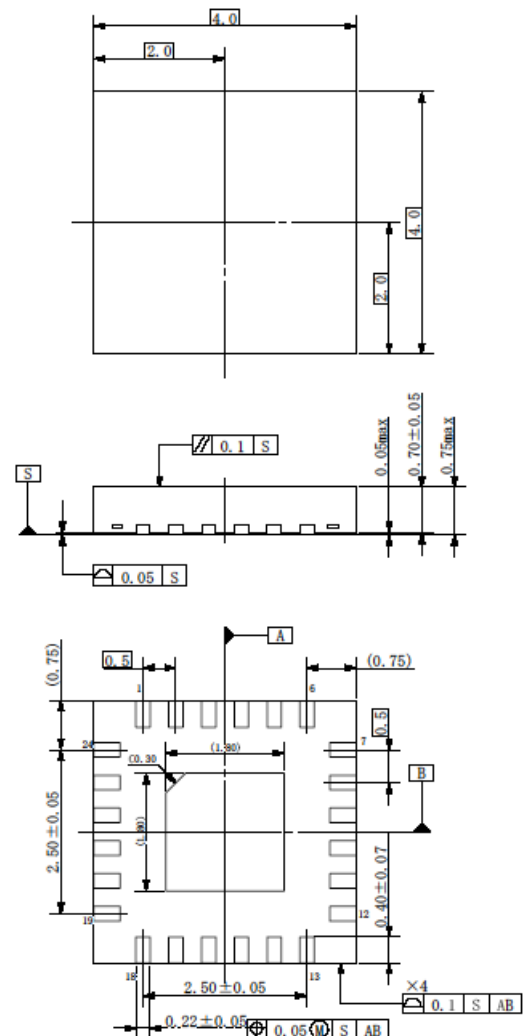 4.0
2.0
4.0
2.0
0.1 S
S
0.05max
0.70±0.05
0.75max
0.05 S
A
(0.75)
0.5
(0.75)
1
6
24
7
0.5
C0.30
(1.80)
B
(1.80)
2.50±0.05
0.40±0.07
19
12
18
13
2.50±0.05
×4
0.1 S AB
0.22±0.05
0.05 Ⓜ S AB